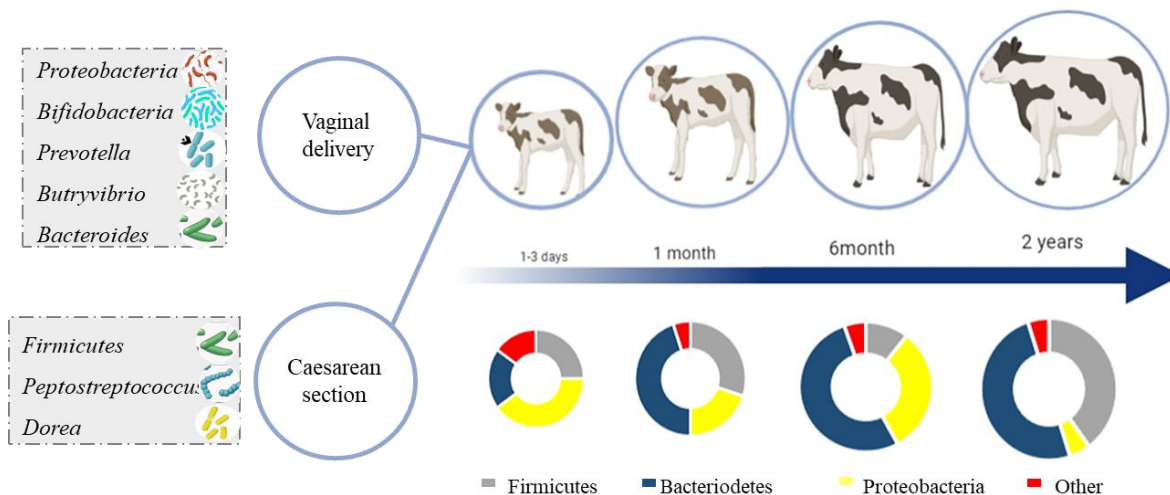 Proteobacteria
Bifidobacteria
Prevotella
Butryvibrio
Bacteroides
Vaginal
delivery
Firmicutes
Peptostreptococcus
Dorea
Caesarean
section
1-3 days
1 month
6month
2 years
Firmicutes
Bacteriodetes
Proteobacteria
Other